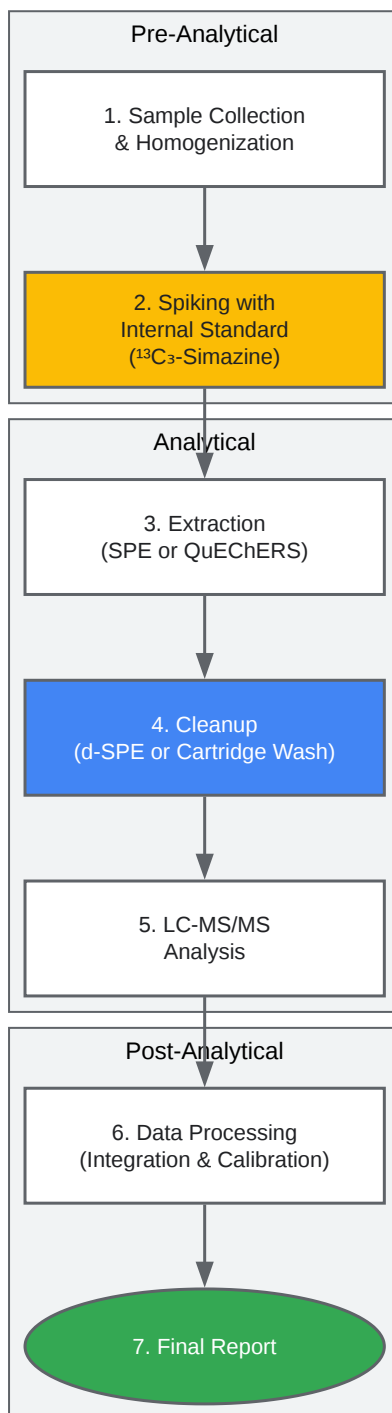 Pre-Analytical
1. Sample Collection
& Homogenization
2. Spiking with
Internal Standard
(¹³C₃-Simazine)
Analytical
3. Extraction
(SPE or QuEChERS)
4. Cleanup
(d-SPE or Cartridge Wash)
5. LC-MS/MS
Analysis
Post-Analytical
6. Data Processing
(Integration & Calibration)
7. Final Report